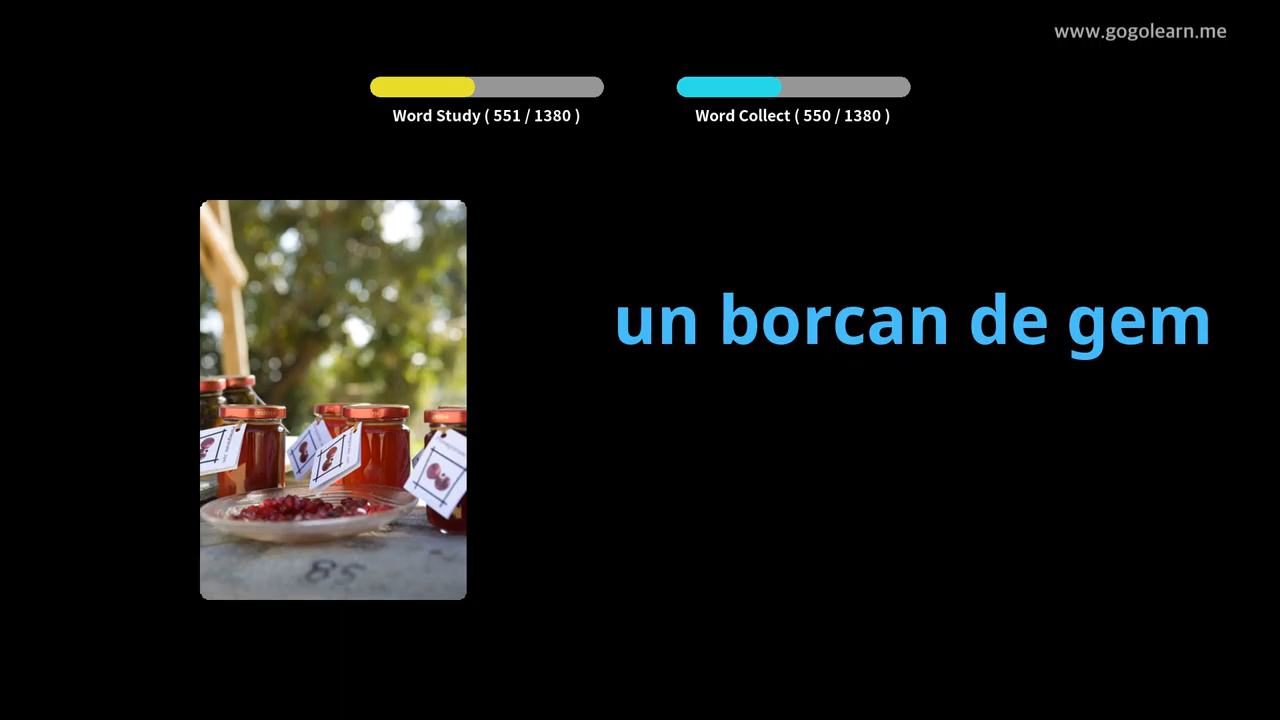 www.gogolearn.me
Word Study ( 551 / 1380 )
Word Collect ( 550 / 1380 )
un borcan de gem
85